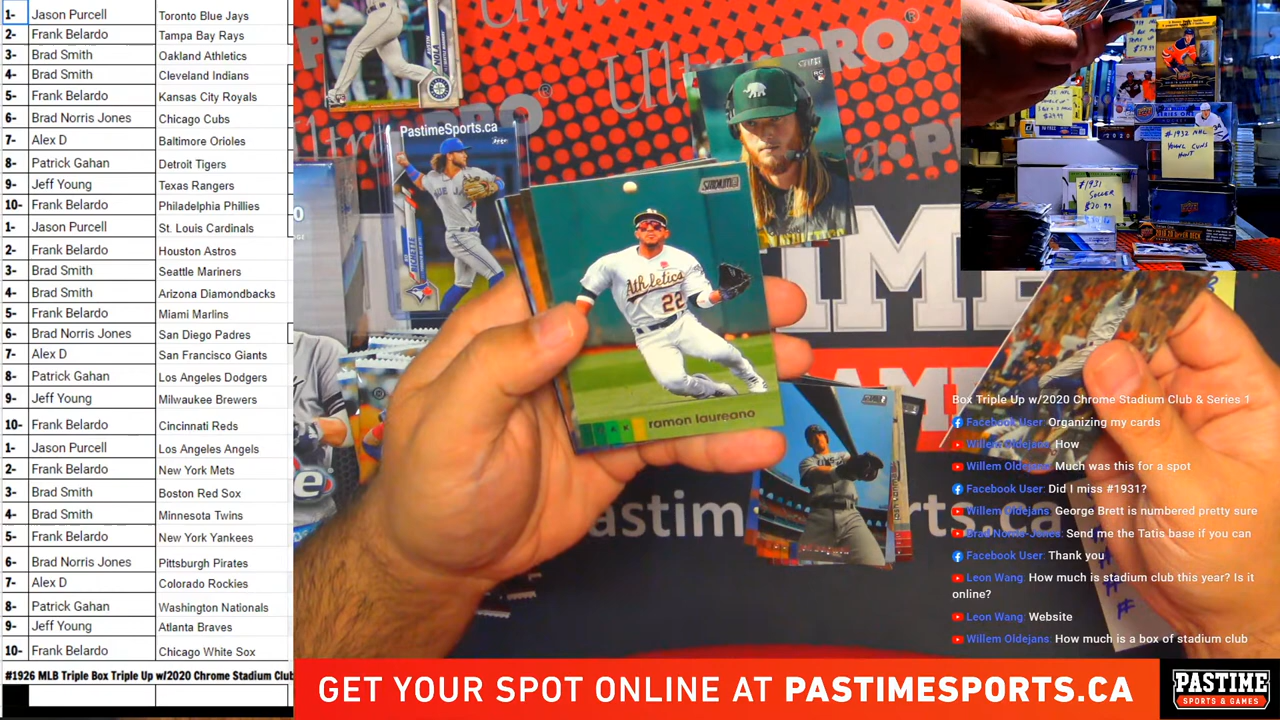 1- Jason Purcell Toronto Blue Jays
2- Frank Belardo Tampa Bay Rays
3- Brad Smith Oakland Athletics
4- Brad Smith Cleveland Indians
5- Frank Belardo Kansas City Royals
6- Brad Norris Jones Chicago Cubs
7- Alex D Baltimore Orioles
8- Patrick Gahan Detroit Tigers
9- Jeff Young Texas Rangers
10- Frank Belardo Philadelphia Phillies
1- Jason Purcell St. Louis Cardinals
2- Frank Belardo Houston Astros
3- Brad Smith Seattle Mariners
4- Brad Smith Arizona Diamondbacks
5- Frank Belardo Miami Marlins
6- Brad Norris Jones San Diego Padres
7- Alex D San Francisco Giants
8- Patrick Gahan Los Angeles Dodgers
9- Jeff Young Milwaukee Brewers
10- Frank Belardo Cincinnati Reds
1- Jason Purcell Los Angeles Angels
2- Frank Belardo New York Mets
3- Brad Smith Boston Red Sox
4- Brad Smith Minnesota Twins
5- Frank Belardo New York Yankees
6- Brad Norris Jones Pittsburgh Pirates
7- Alex D Colorado Rockies
8- Patrick Gahan Washington Nationals
9- Jeff Young Atlanta Braves
10- Frank Belardo Chicago White Sox
#1926 MLB Triple Box Triple Up w/2020 Chrome Stadium Club
Ultra PRO
PastimeSports.ca
Athletics
22
ramon laureano
#1932 NHL
YOUNG GUNS
HUNT
#1931
SOCCER
$20.99
Box Triple Up w/2020 Chrome Stadium Club & Series 1
Facebook User: Organizing my cards
Willem Oldejans: How
Willem Oldejans: Much was this for a spot
Facebook User: Did I miss #1931?
Willem Oldejans: George Brett is numbered pretty sure
Brad Norris-Jones: Send me the Tatis base if you can
Facebook User: Thank you
Leon Wang: How much is stadium club this year? Is it
online?
Leon Wang: Website
Willem Oldejans: How much is a box of stadium club
GET YOUR SPOT ONLINE AT PASTIMESPORTS.CA
PASTIME
SPORTS & GAMES